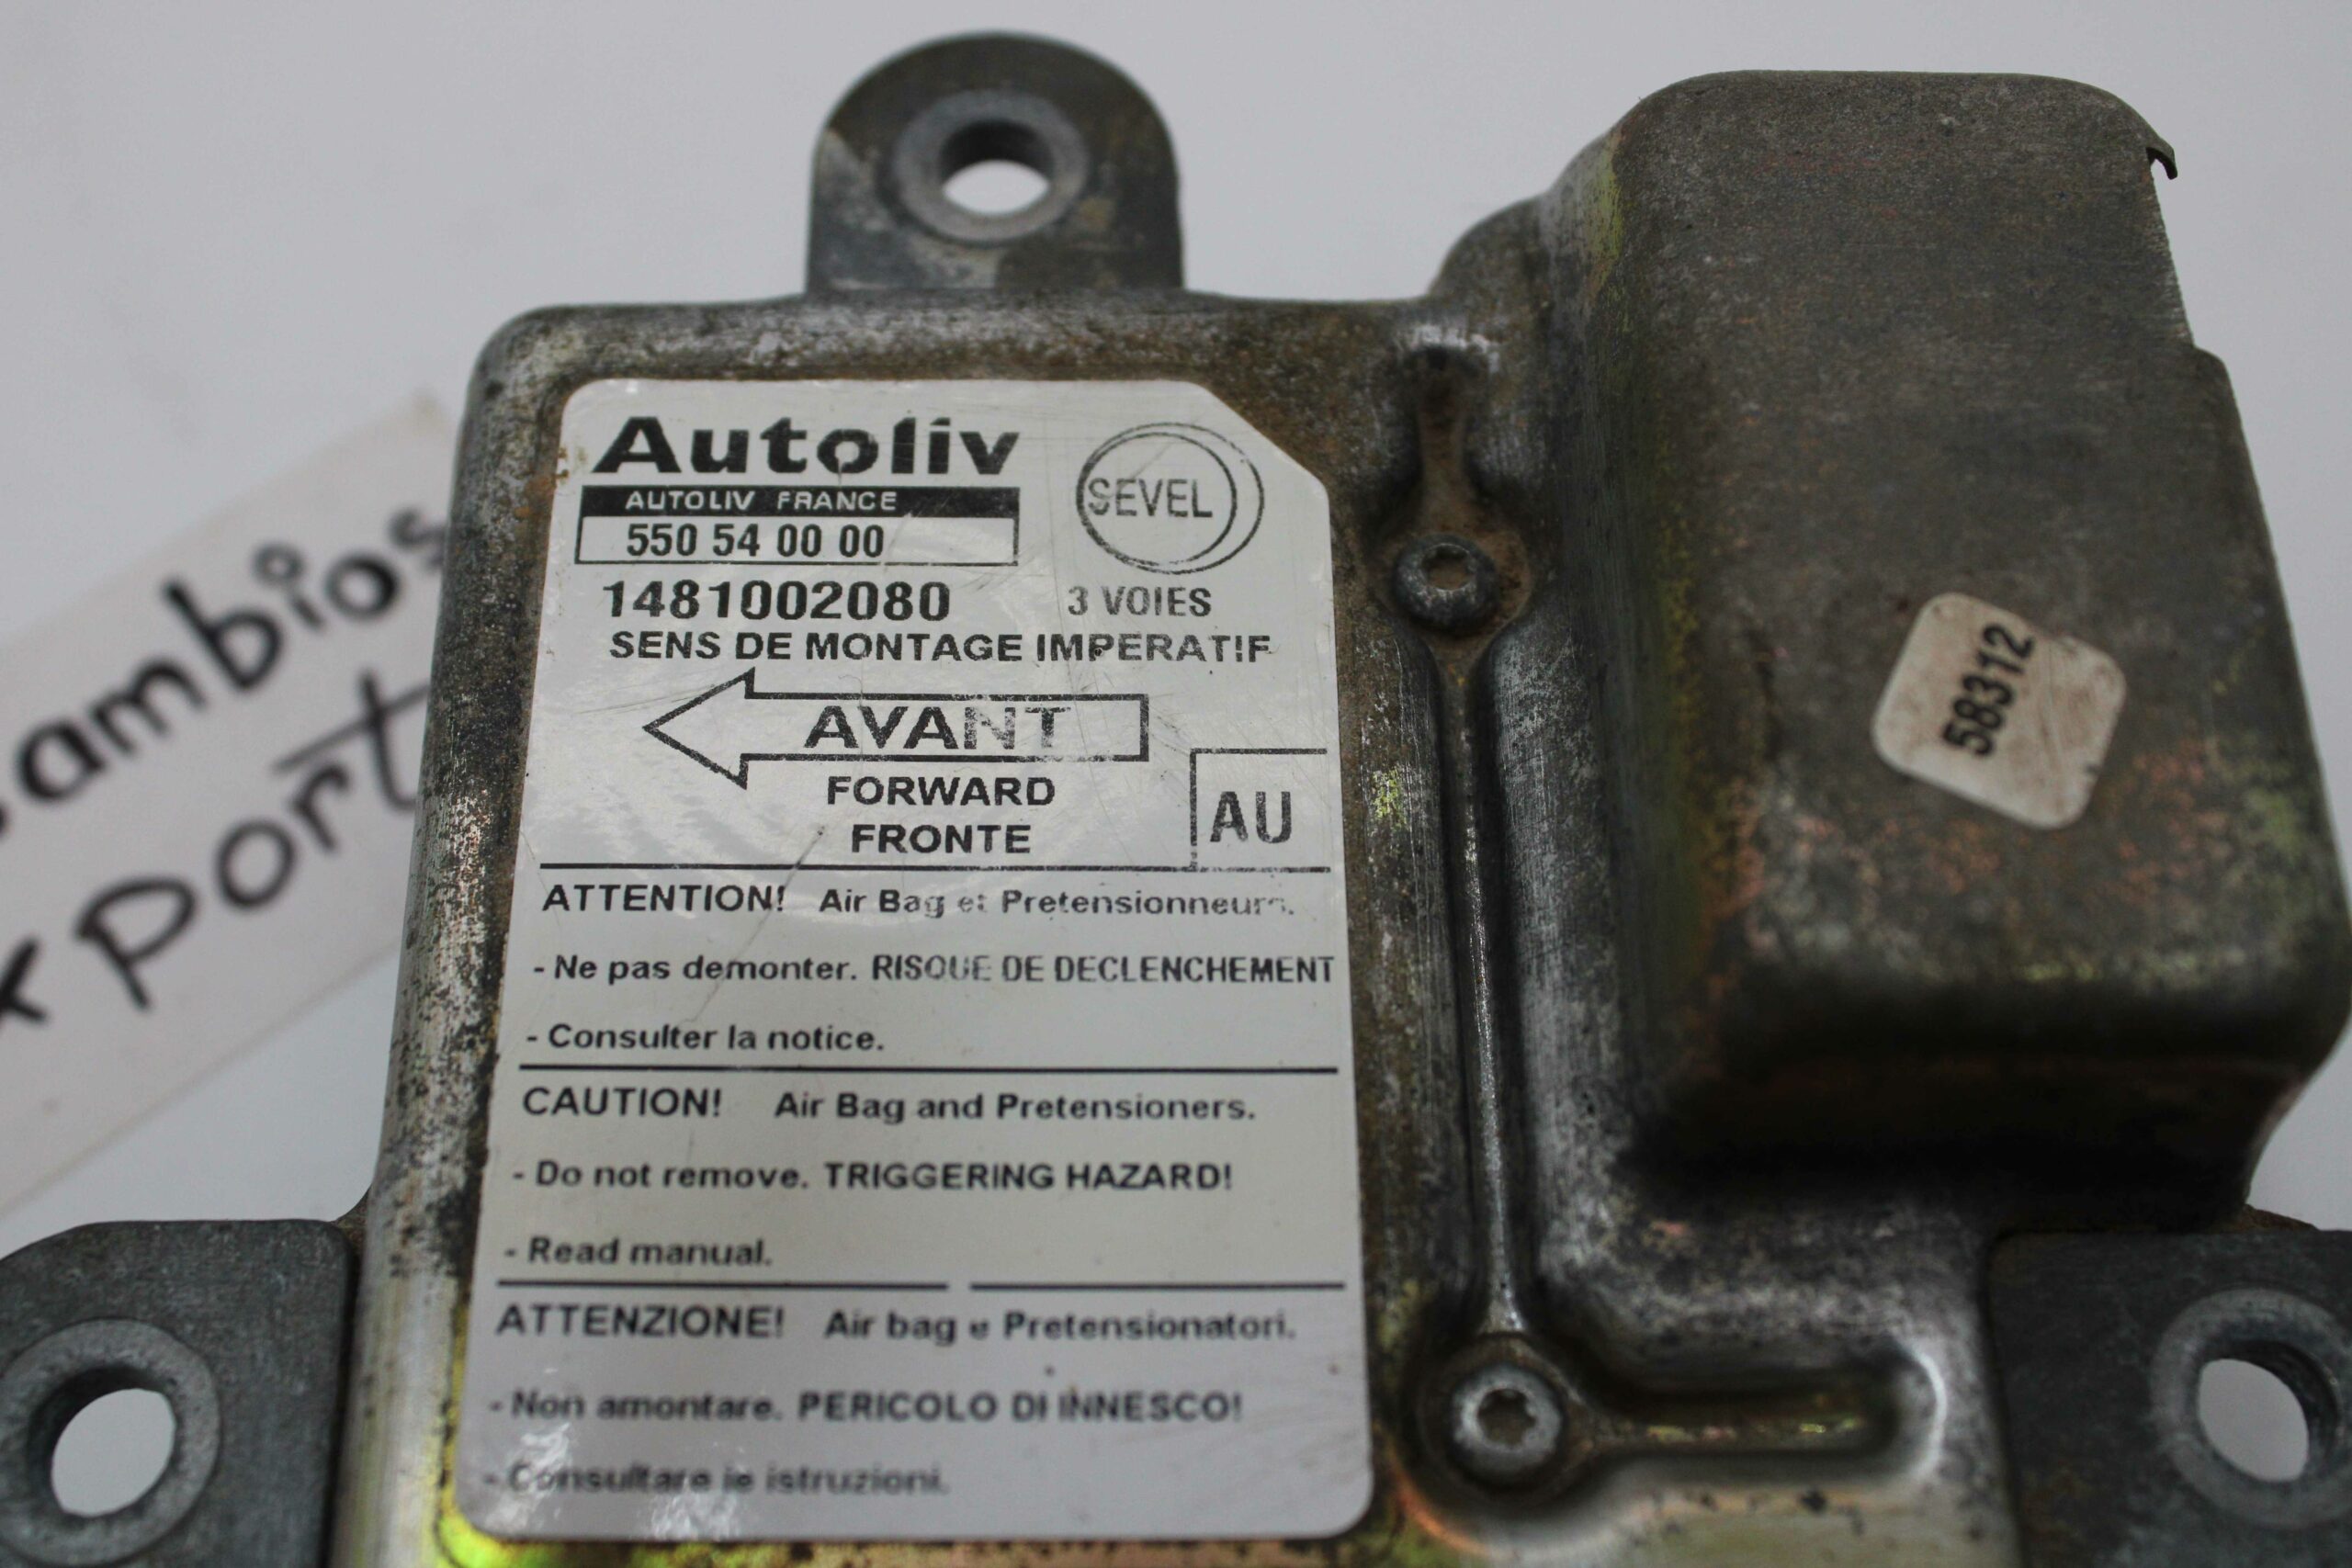 Autoliv
AUTOLIV FRANCE
550 54 00 00
SEVEL
1481002080 3 VOIES
SENS DE MONTAGE IMPERATIF
AVANT
FORWARD
FRONTE
AU
ATTENTION! Air Bag et Pretensionneurs.
- Ne pas demonter. RISQUE DE DECLENCHEMENT
- Consulter la notice.
CAUTION! Air Bag and Pretensioners.
- Do not remove. TRIGGERING HAZARD!
- Read manual.
ATTENZIONE! Air bag e Pretensionatori.
- Non amontare. PERICOLO DI INNESCO!
- Consultare le istruzioni.
58312
cambios
xport